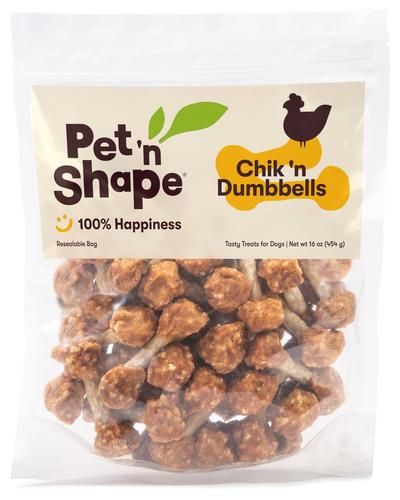 Pet 'n
Shape®
100% Happiness
Resealable Bag
Chik 'n
Dumbbells
Tasty Treats for Dogs | Net wt 16 oz (454 g)